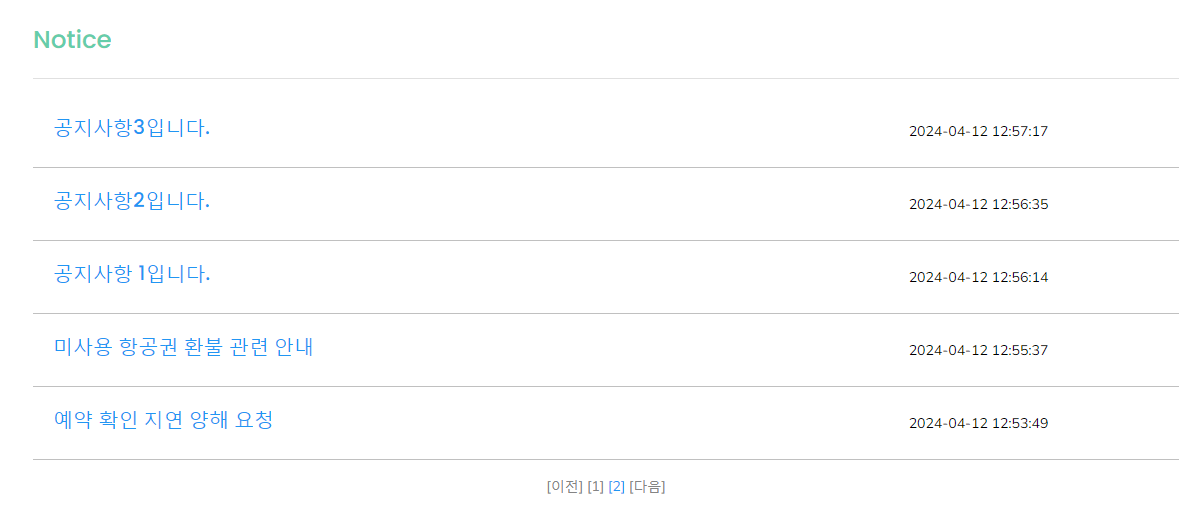 Notice
공지사항3입니다. 2024-04-12 12:57:17
공지사항2입니다. 2024-04-12 12:56:35
공지사항 1입니다. 2024-04-12 12:56:14
미사용 항공권 환불 관련 안내 2024-04-12 12:55:37
예약 확인 지연 양해 요청 2024-04-12 12:53:49
[이전] [1] [2] [다음]